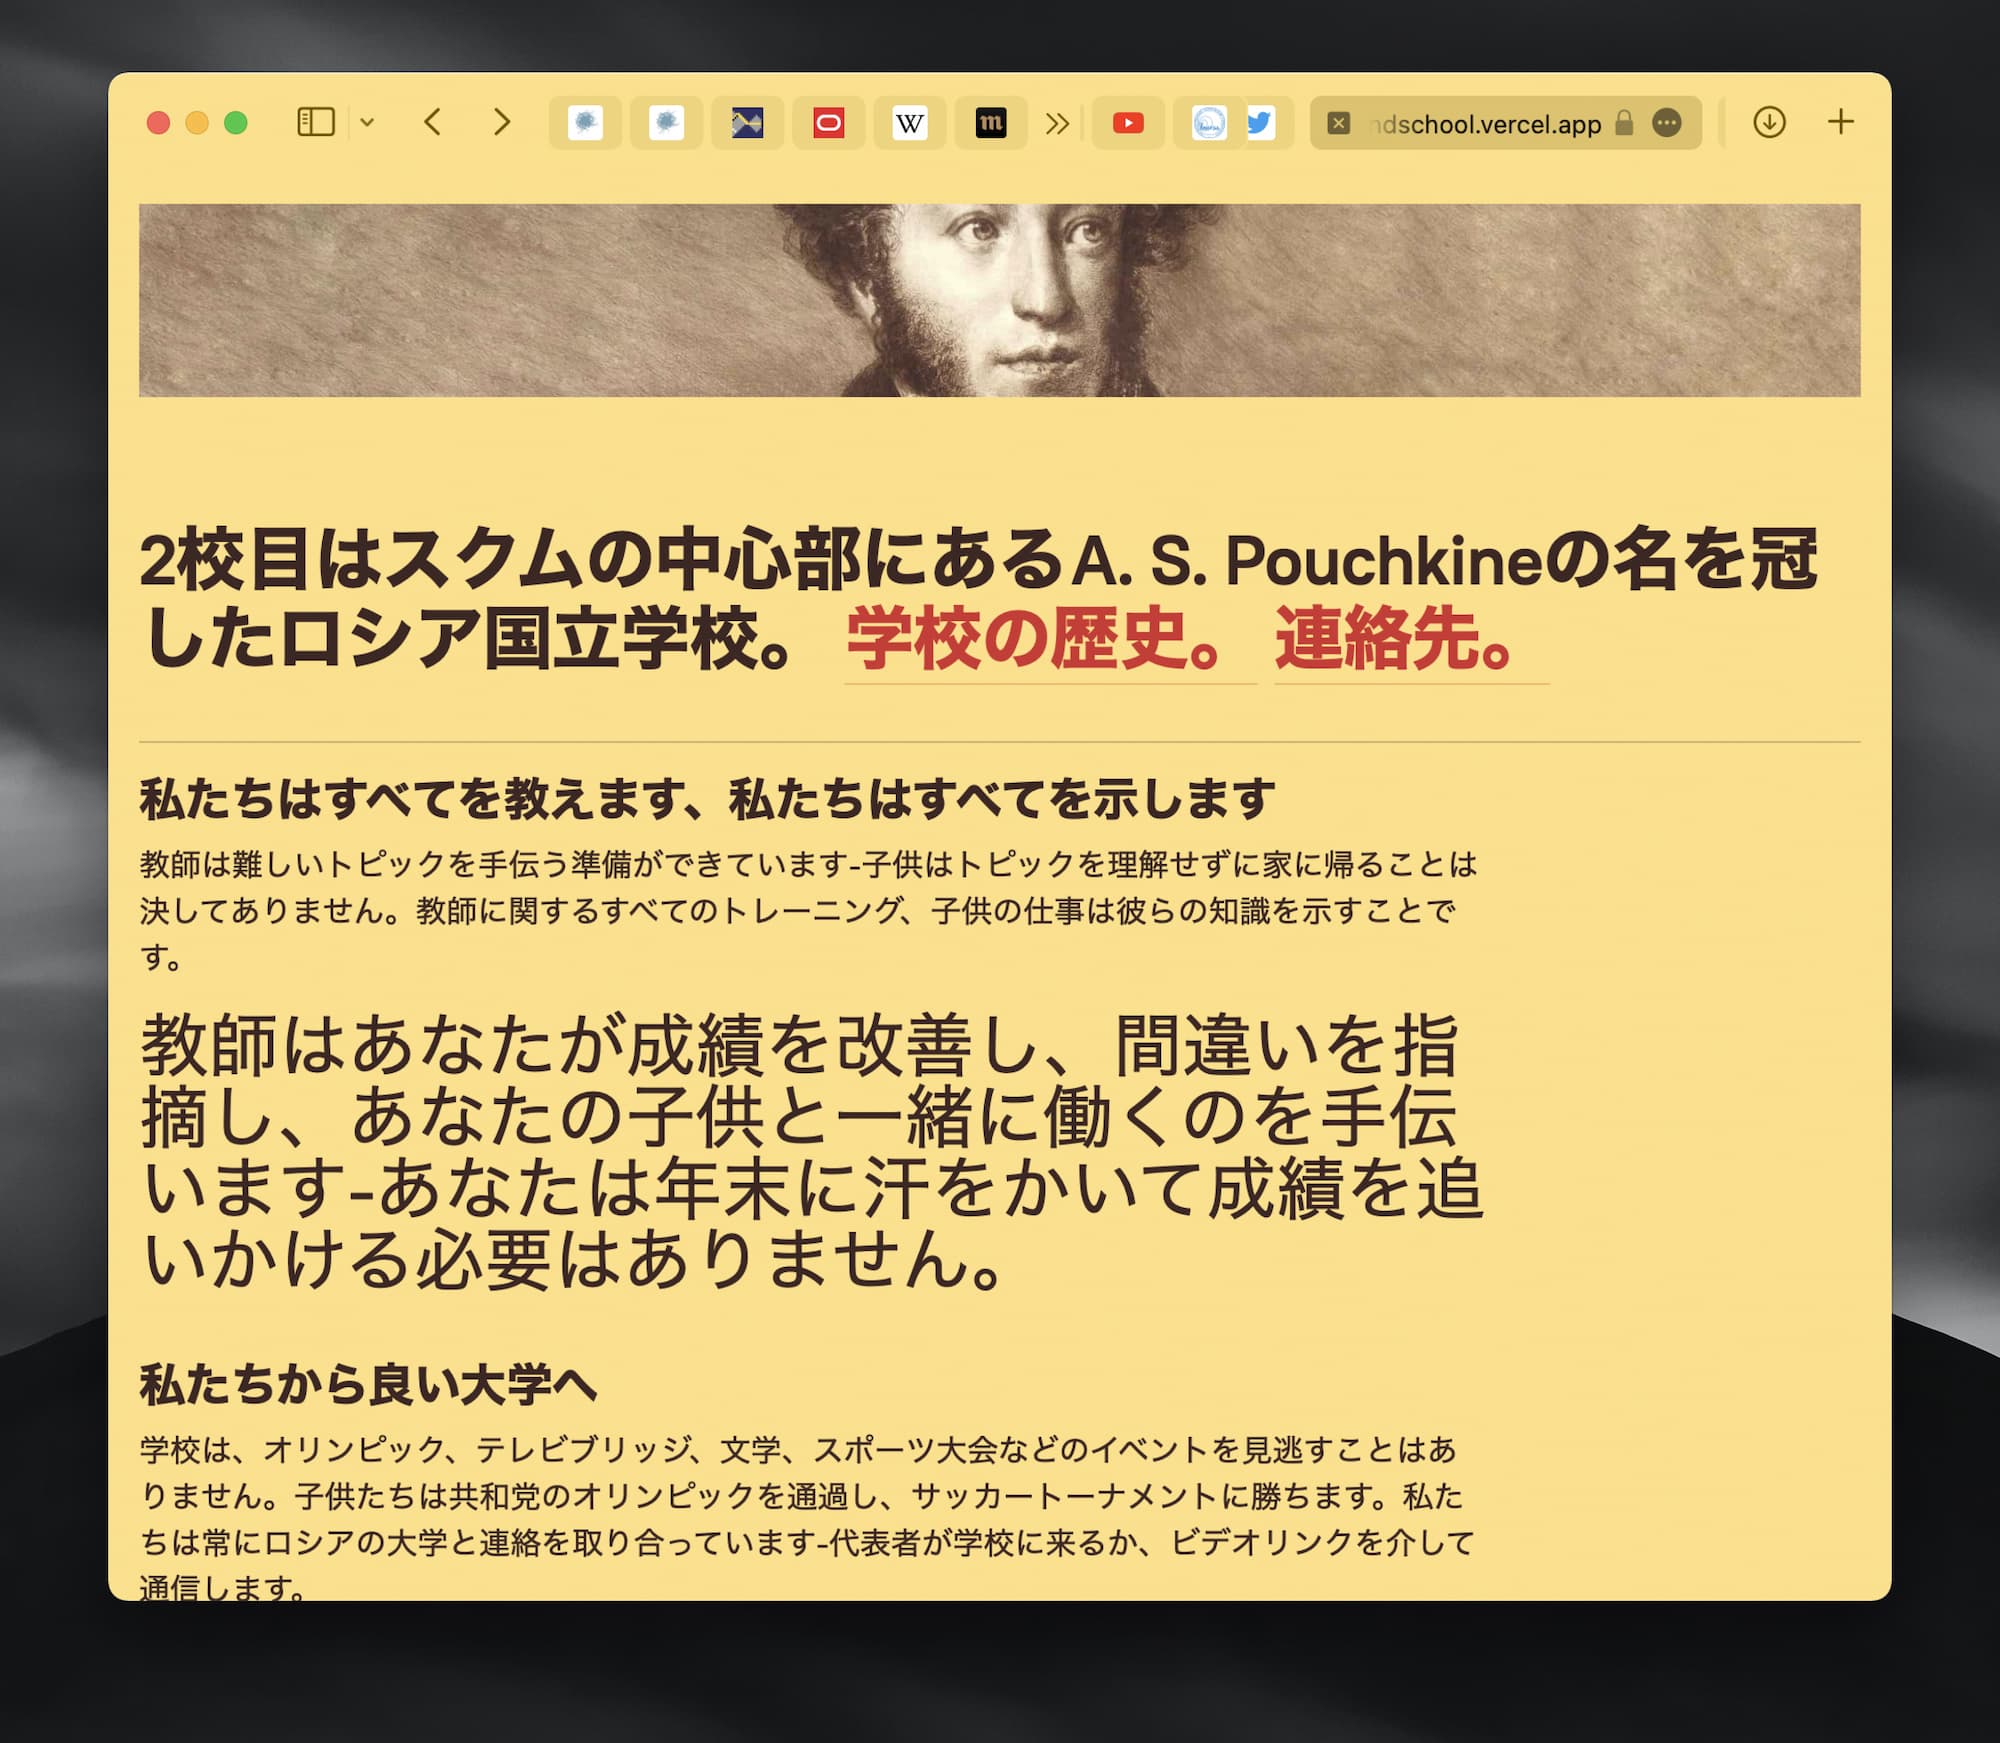 W
m
ndschool.vercel.app
2校目はスクムの中心部にあるA. S. Pouchkineの名を冠
したロシア国立学校。 学校の歴史。 連絡先。
私たちはすべてを教えます、私たちはすべてを示します
教師は難しいトピックを手伝う準備ができています-子供はトピックを理解せずに家に帰ることは
決してありません。教師に関するすべてのトレーニング、子供の仕事は彼らの知識を示すことで
す。
教師はあなたが成績を改善し、間違いを指
摘し、あなたの子供と一緒に働くのを手伝
います-あなたは年末に汗をかいて成績を追
いかける必要はありません。
私たちから良い大学へ
学校は、オリンピック、テレビブリッジ、文学、スポーツ大会などのイベントを見逃すことはあ
りません。子供たちは共和党のオリンピックを通過し、サッカートーナメントに勝ちます。私た
ちは常にロシアの大学と連絡を取り合っています-代表者が学校に来るか、ビデオリンクを介して
通信します。